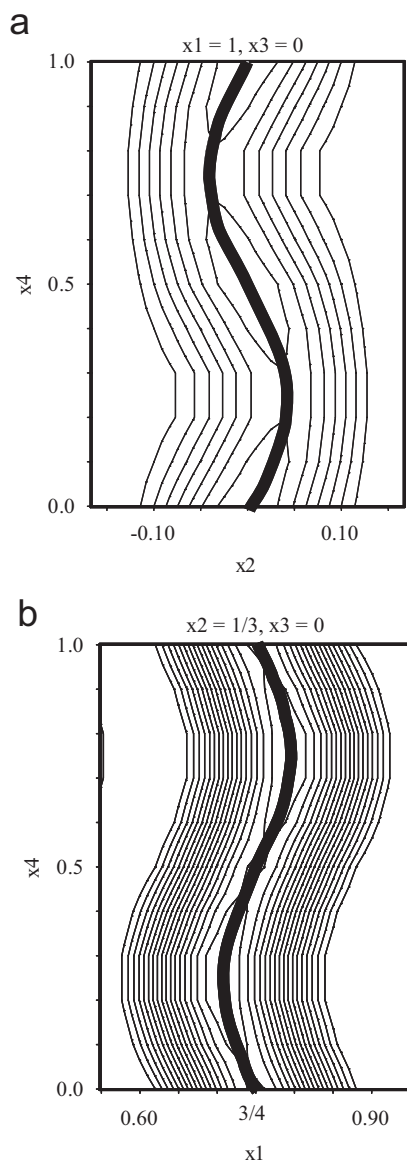 a
x1 = 1, x3 = 0
1.0
x4
0.5
0.0
-0.10 0.10
x2
b
x2 = 1/3, x3 = 0
1.0
x4
0.5
0.0
0.60 3/4 0.90
x1